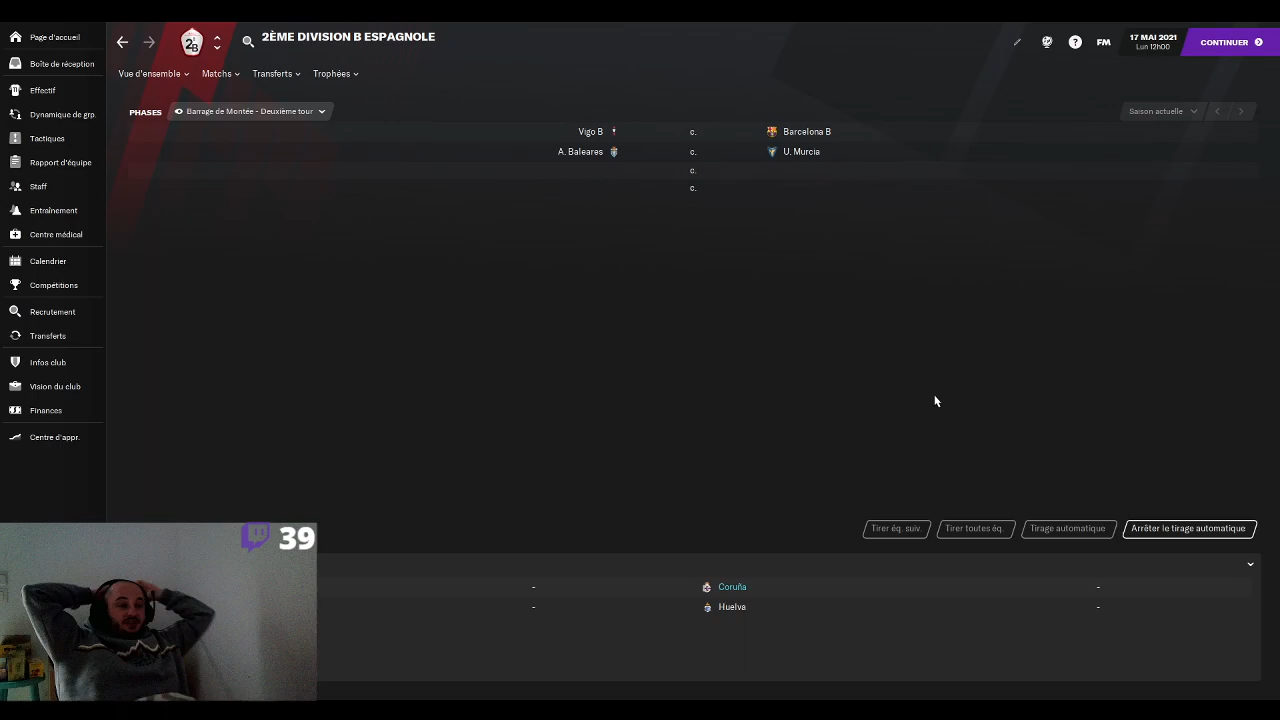 Page d'accueil
2ÈME DIVISION B ESPAGNOLE
FM
17 MAI 2021
Lun 12h00
CONTINUER
Boîte de réception
Vue d'ensemble
Matchs
Transferts
Trophées
Effectif
Dynamique de grp.
PHASES
Barrage de Montée - Deuxième tour
Saison actuelle
Tactiques
Vigo B
c.
Barcelona B
Rapport d'équipe
A. Baleares
c.
U. Murcia
c.
Staff
c.
Entraînement
Centre médical
Calendrier
Compétitions
Recrutement
Transferts
Infos club
Vision du club
Finances
Centre d'appr.
Tirer éq. suiv.
Tirer toutes éq.
Tirage automatique
Arrêter le tirage automatique
39
-
Coruña
-
-
Huelva
-